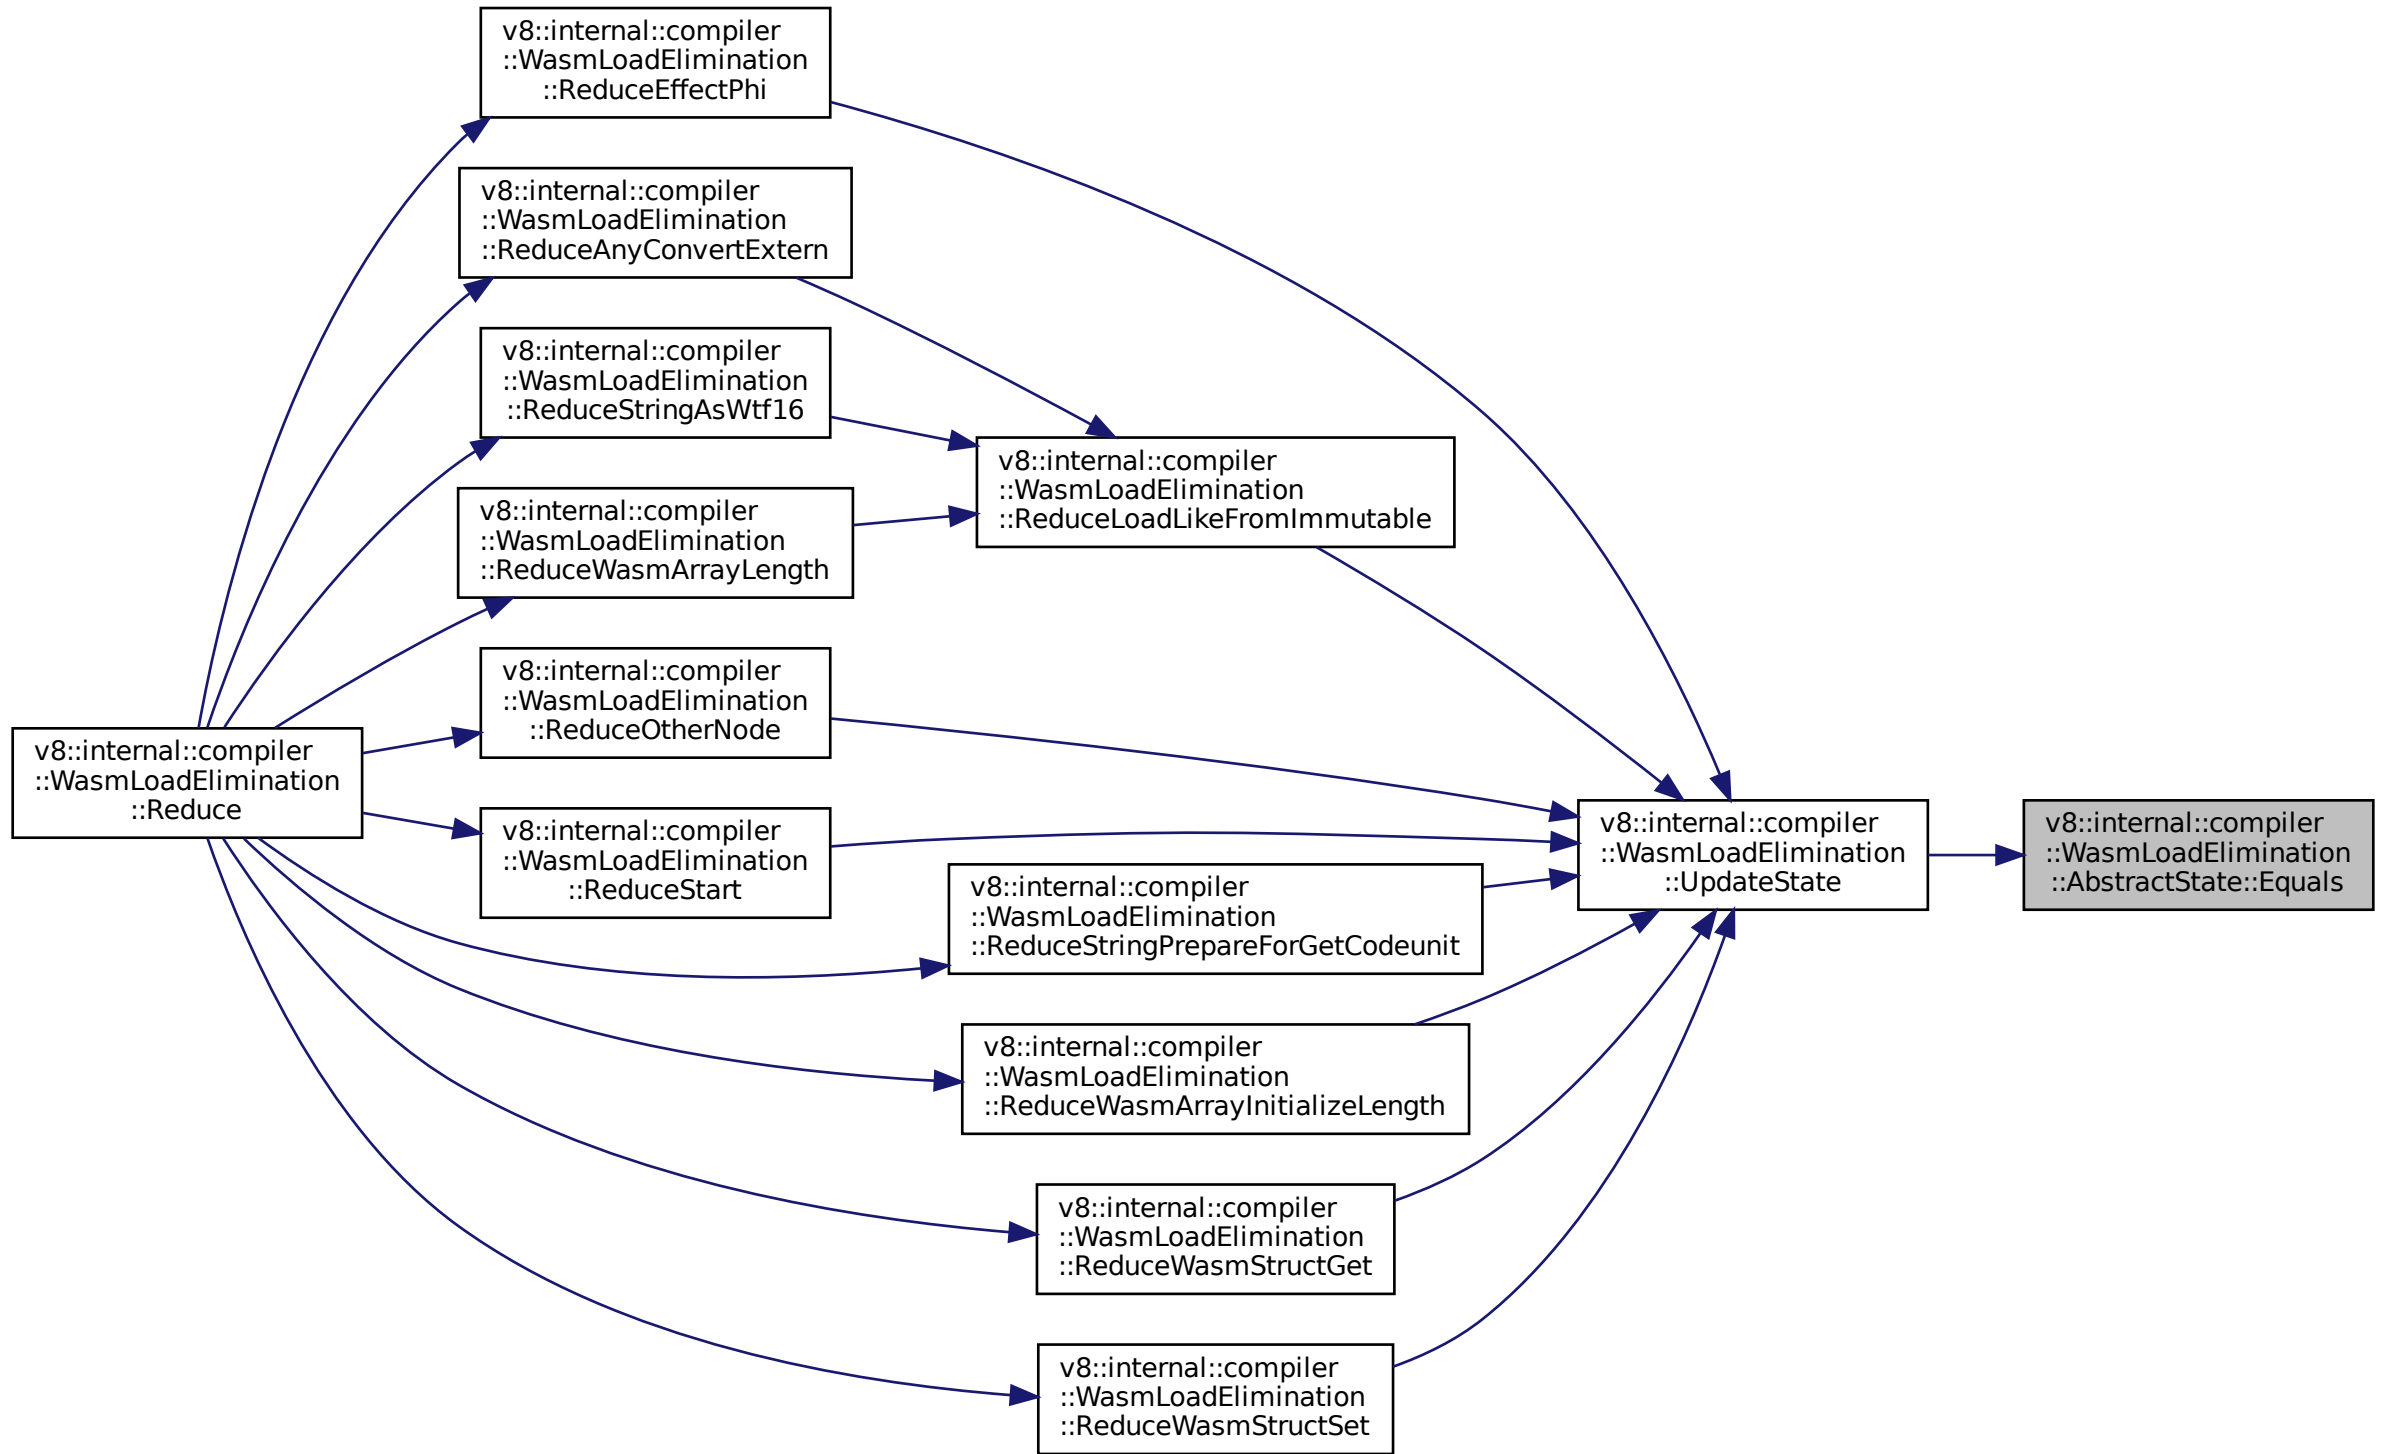 v8::internal::compiler
::WasmLoadElimination
::ReduceEffectPhi
v8::internal::compiler
::WasmLoadElimination
::ReduceAnyConvertExtern
v8::internal::compiler
::WasmLoadElimination
::ReduceStringAsWtf16
v8::internal::compiler
::WasmLoadElimination
::ReduceLoadLikeFromImmutable
v8::internal::compiler
::WasmLoadElimination
::ReduceWasmArrayLength
v8::internal::compiler
::WasmLoadElimination
::ReduceOtherNode
v8::internal::compiler
::WasmLoadElimination
::Reduce
v8::internal::compiler
::WasmLoadElimination
::ReduceStart
v8::internal::compiler
::WasmLoadElimination
::UpdateState
v8::internal::compiler
::WasmLoadElimination
::AbstractState::Equals
v8::internal::compiler
::WasmLoadElimination
::ReduceStringPrepareForGetCodeunit
v8::internal::compiler
::WasmLoadElimination
::ReduceWasmArrayInitializeLength
v8::internal::compiler
::WasmLoadElimination
::ReduceWasmStructGet
v8::internal::compiler
::WasmLoadElimination
::ReduceWasmStructSet